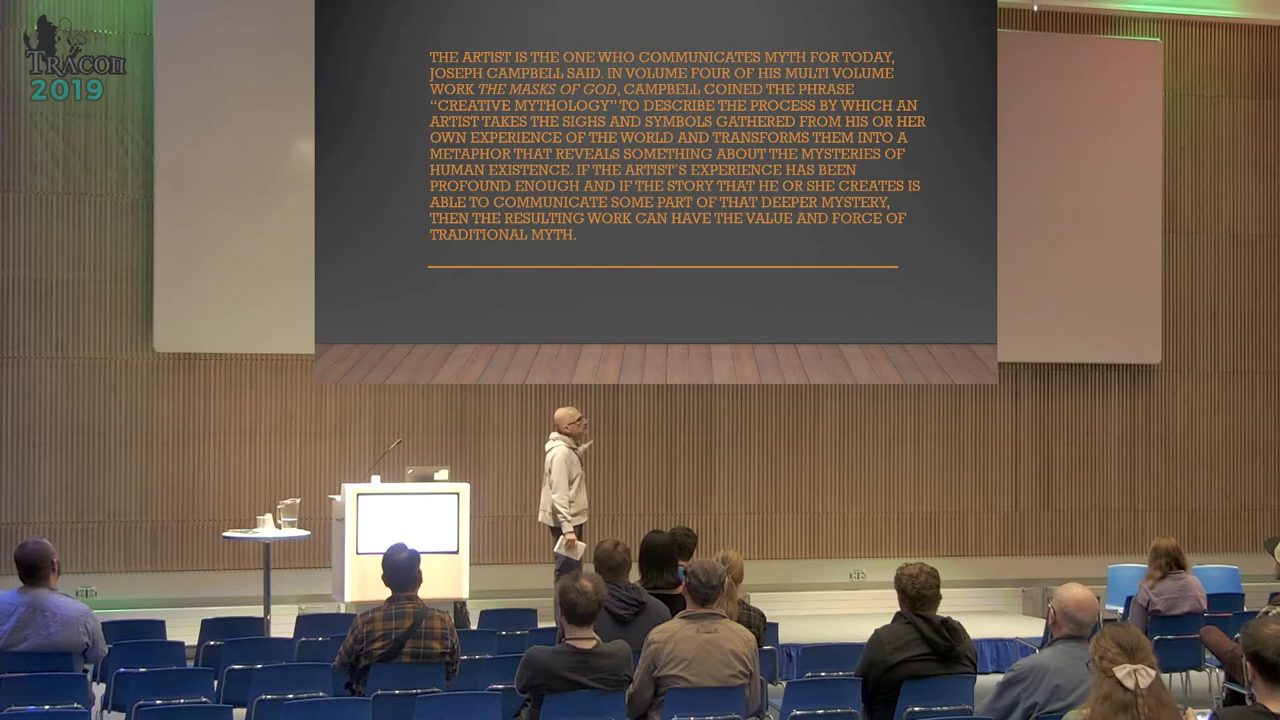 TRACON
2019
THE ARTIST IS THE ONE WHO COMMUNICATES MYTH FOR TODAY,
JOSEPH CAMPBELL SAID. IN VOLUME FOUR OF HIS MULTI VOLUME
WORK THE MASKS OF GOD, CAMPBELL COINED THE PHRASE
“CREATIVE MYTHOLOGY” TO DESCRIBE THE PROCESS BY WHICH AN
ARTIST TAKES THE SIGHS AND SYMBOLS GATHERED FROM HIS OR HER
OWN EXPERIENCE OF THE WORLD AND TRANSFORMS THEM INTO A
METAPHOR THAT REVEALS SOMETHING ABOUT THE MYSTERIES OF
HUMAN EXISTENCE. IF THE ARTIST´S EXPERIENCE HAS BEEN
PROFOUND ENOUGH AND IF THE STORY THAT HE OR SHE CREATES IS
ABLE TO COMMUNICATE SOME PART OF THAT DEEPER MYSTERY,
THEN THE RESULTING WORK CAN HAVE THE VALUE AND FORCE OF
TRADITIONAL MYTH.